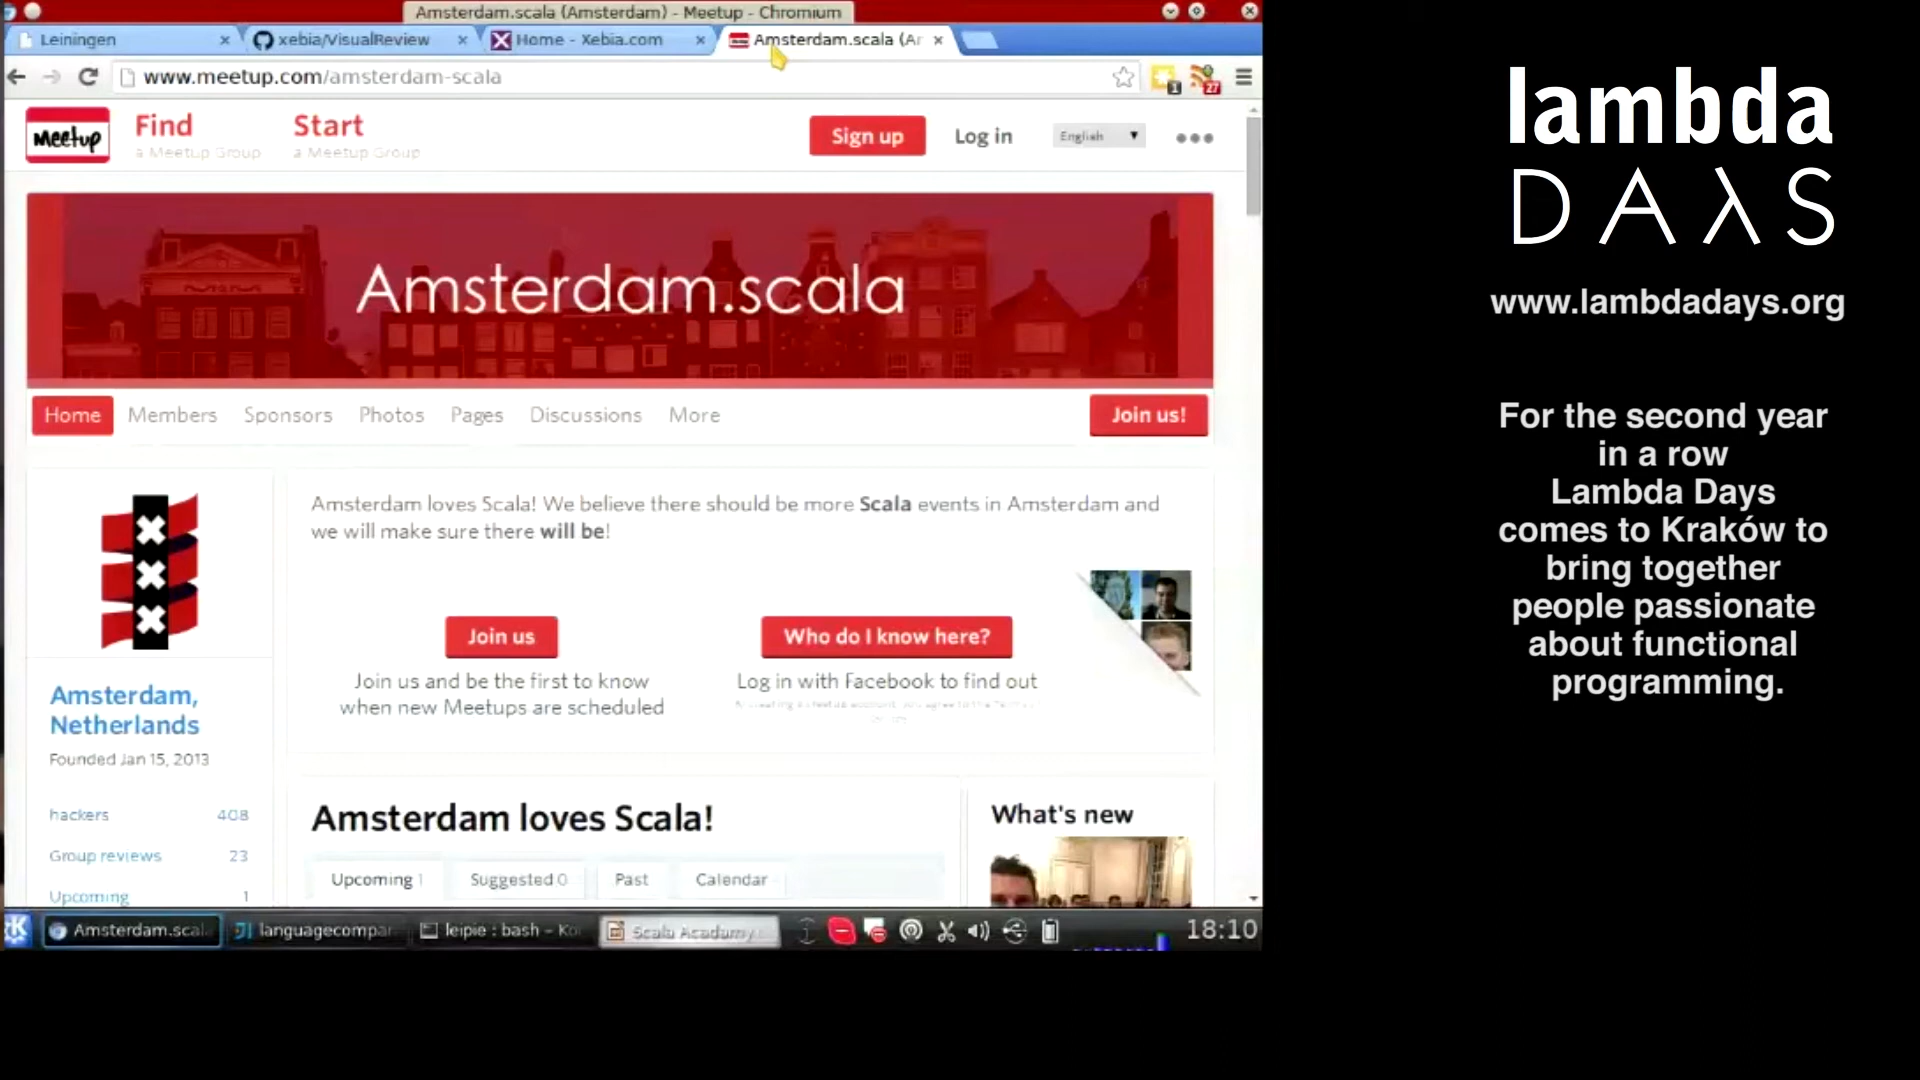 Amsterdam.scala (Amsterdam) - Meetup - Chromium
Leiningen
xebia/VisualReview
Home - Xebia.com
Amsterdam.scala (Ar
www.meetup.com/amsterdam-scala
1
27
Meetup
Find
a Meetup Group
Start
a Meetup Group
Sign up
Log in
English
Amsterdam.scala
Home
Members
Sponsors
Photos
Pages
Discussions
More
Join us!
Amsterdam loves Scala! We believe there should be more Scala events in Amsterdam and
we will make sure there will be!
Join us
Who do I know here?
Join us and be the first to know
when new Meetups are scheduled
Log in with Facebook to find out
Amsterdam,
Netherlands
Founded Jan 15, 2013
hackers 408
Group reviews 23
Upcoming 1
Amsterdam loves Scala!
What's new
Upcoming 1
Suggested 0
Past
Calendar
Amsterdam.scal
languagecompar
leipie : bash – Ko
Scala Academy
18:10
lambda
DAλS
www.lambdadays.org
For the second year
in a row
Lambda Days
comes to Kraków to
bring together
people passionate
about functional
programming.